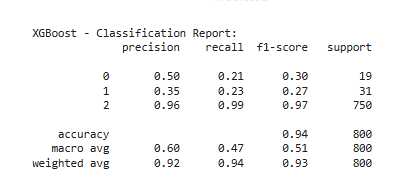 XGBoost - Classification Report:
precision recall f1-score support
0 0.50 0.21 0.30 19
1 0.35 0.23 0.27 31
2 0.96 0.99 0.97 750
accuracy 0.94 800
macro avg 0.60 0.47 0.51 800
weighted avg 0.92 0.94 0.93 800